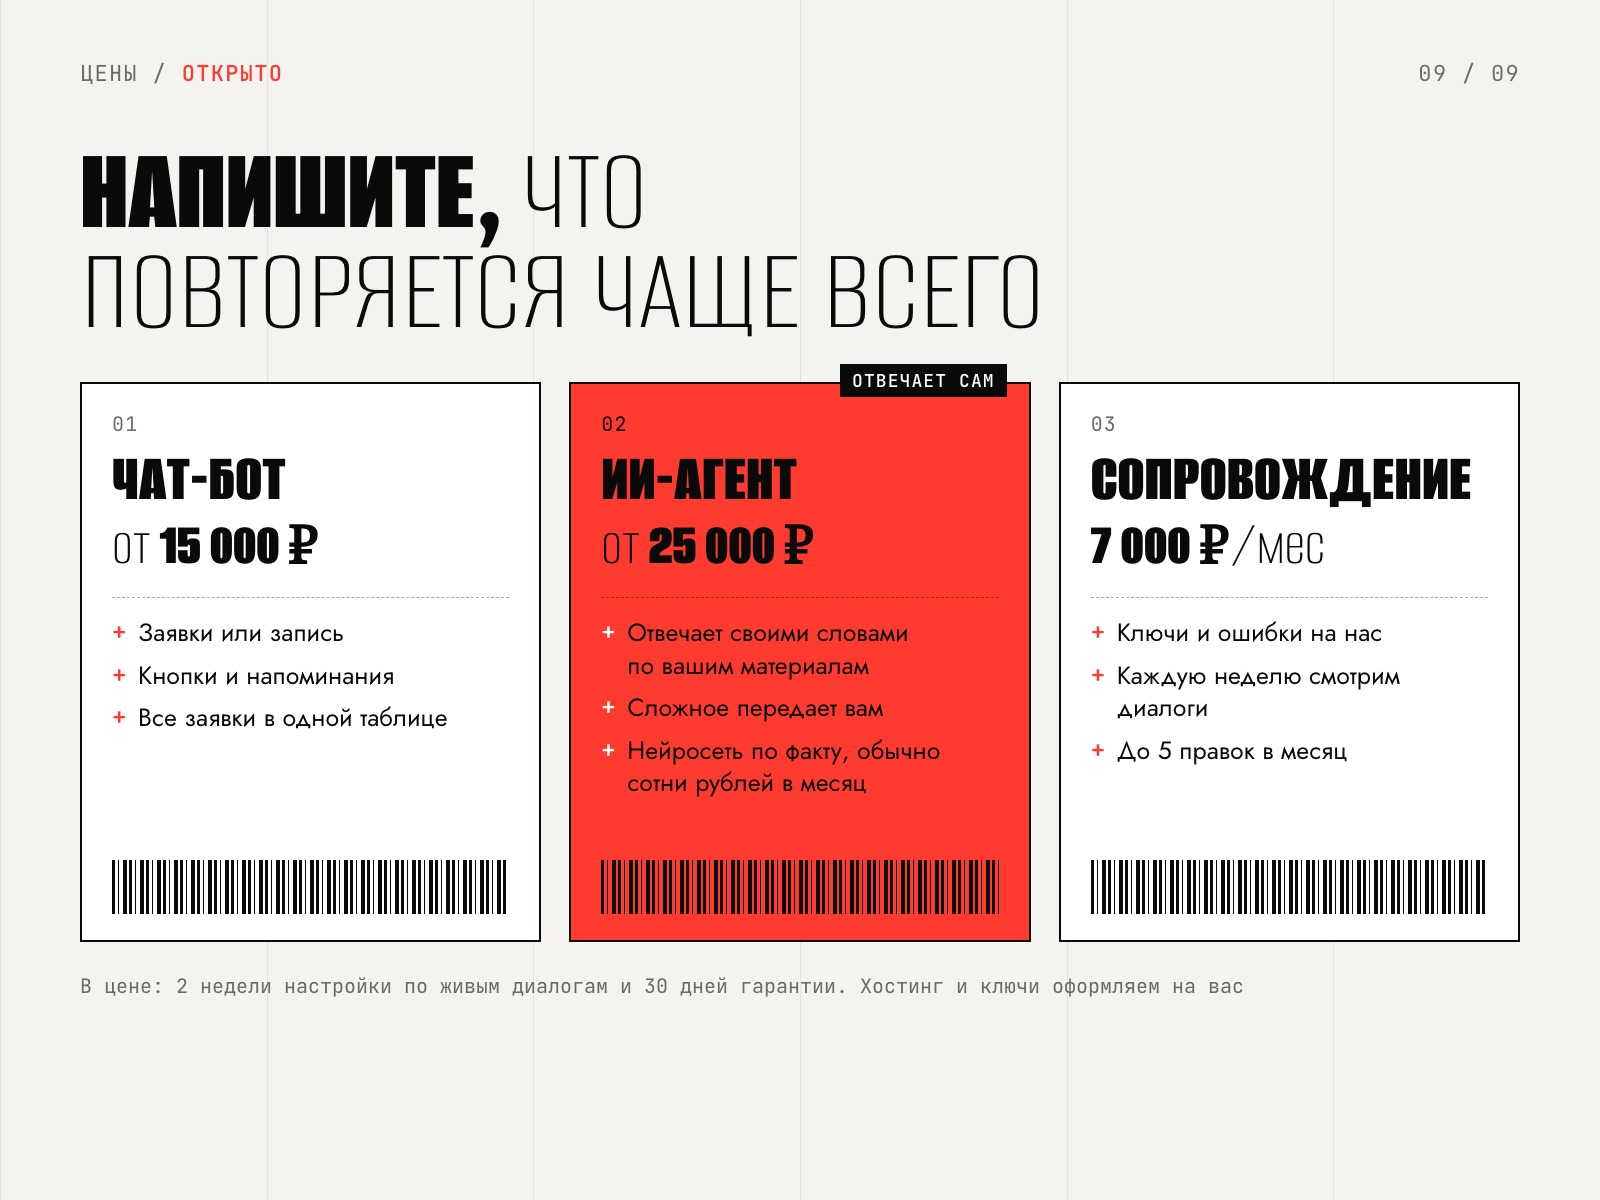 ЦЕНЫ / ОТКРЫТО
09 / 09
НАПИШИТЕ, ЧТО
ПОВТОРЯЕТСЯ ЧАЩЕ ВСЕГО
01
ЧАТ-БОТ
от 15 000 ₽
+ Заявки или запись
+ Кнопки и напоминания
+ Все заявки в одной таблице
ОТВЕЧАЕТ САМ
02
ИИ-АГЕНТ
от 25 000 ₽
+ Отвечает своими словами
по вашим материалам
+ Сложное передает вам
+ Нейросеть по факту, обычно
сотни рублей в месяц
03
СОПРОВОЖДЕНИЕ
7 000 ₽/мес
+ Ключи и ошибки на нас
+ Каждую неделю смотрим
диалоги
+ До 5 правок в месяц
В цене: 2 недели настройки по живым диалогам и 30 дней гарантии. Хостинг и ключи оформляем на вас